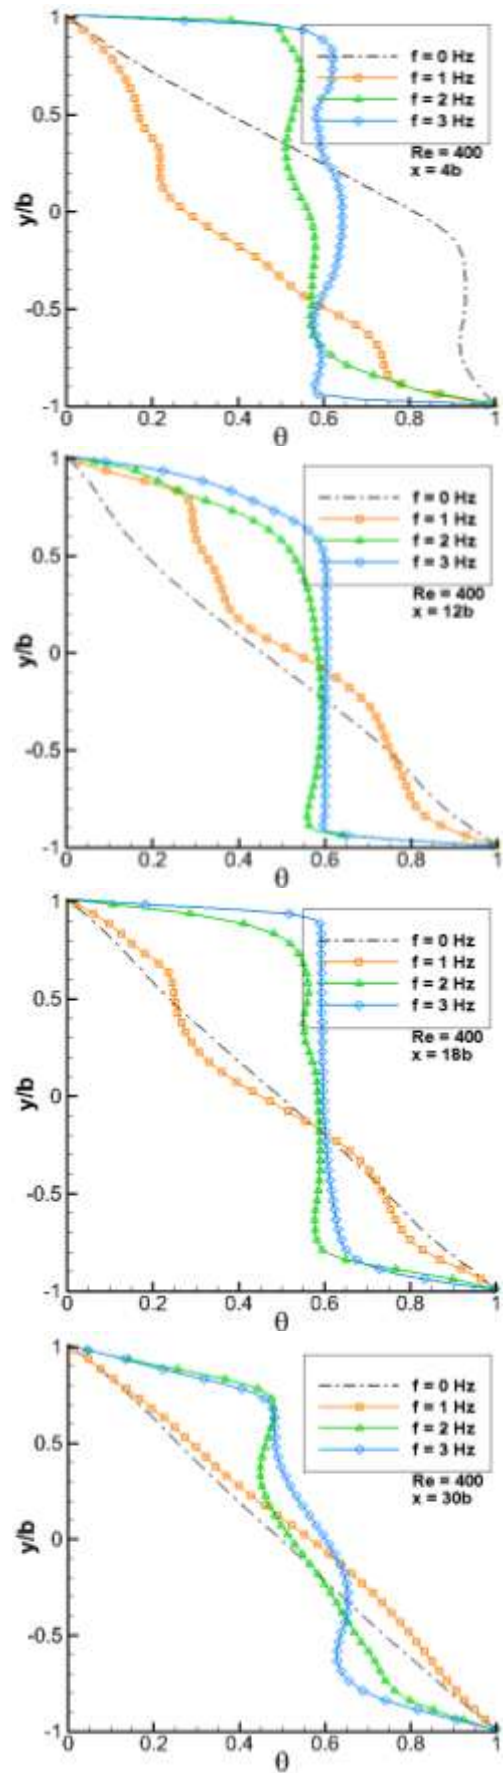 1
0.5
y/b
0
-0.5
-1
0 0.2 0.4 0.6 0.8 1
θ
f = 0 Hz
f = 1 Hz
f = 2 Hz
f = 3 Hz
Re = 400
x = 4b
1
0.5
y/b
0
-0.5
-1
0 0.2 0.4 0.6 0.8 1
θ
f = 0 Hz
f = 1 Hz
f = 2 Hz
f = 3 Hz
Re = 400
x = 12b
1
0.5
y/b
0
-0.5
-1
0 0.2 0.4 0.6 0.8 1
θ
f = 0 Hz
f = 1 Hz
f = 2 Hz
f = 3 Hz
Re = 400
x = 18b
1
0.5
y/b
0
-0.5
-1
0 0.2 0.4 0.6 0.8 1
θ
f = 0 Hz
f = 1 Hz
f = 2 Hz
f = 3 Hz
Re = 400
x = 30b